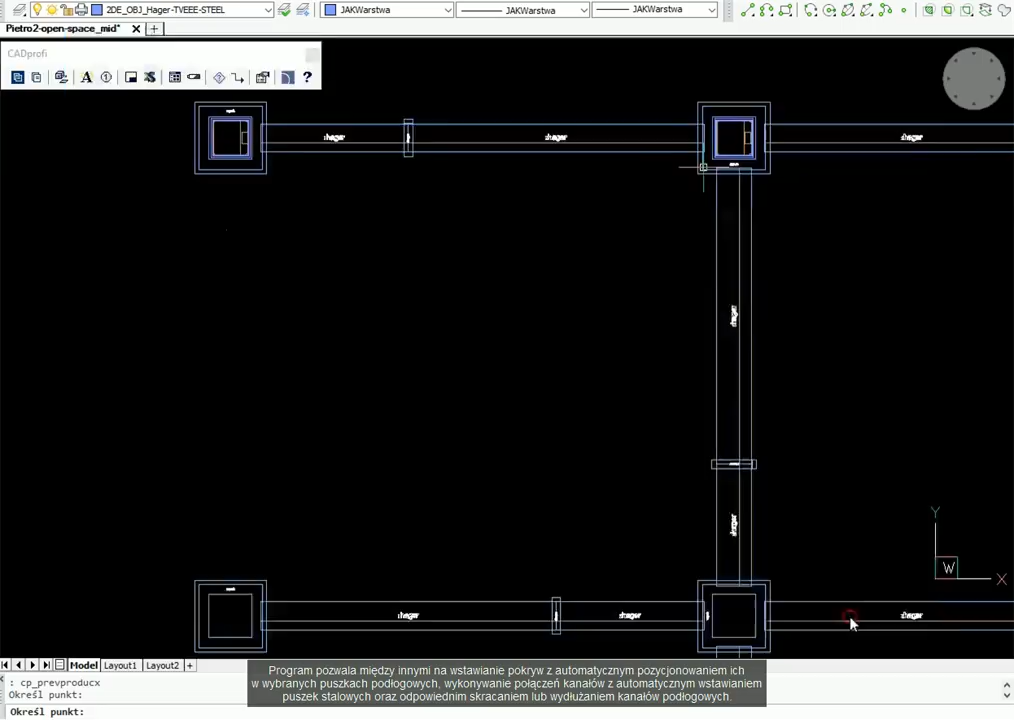 2DE_OBJ_Hager-TVEEE-STEEL
JAKWarstwa
JAKWarstwa
JAKWarstwa
Pietro2-open-space_mid*
CADprofi
A
?
:hager
:hager
:hager
:hager
:hager
:hager
:hager
:hager
Y
W
X
Model
Layout1
Layout2
+
: cp_prevproducx
Określ punkt:
Określ punkt:
Program pozwala między innymi na wstawianie pokryw z automatycznym pozycjonowaniem ich
w wybranych puszkach podłogowych, wykonywanie połączeń kanałów z automatycznym wstawianiem
puszek stalowych oraz odpowiednim skracaniem lub wydłużaniem kanałów podłogowych.